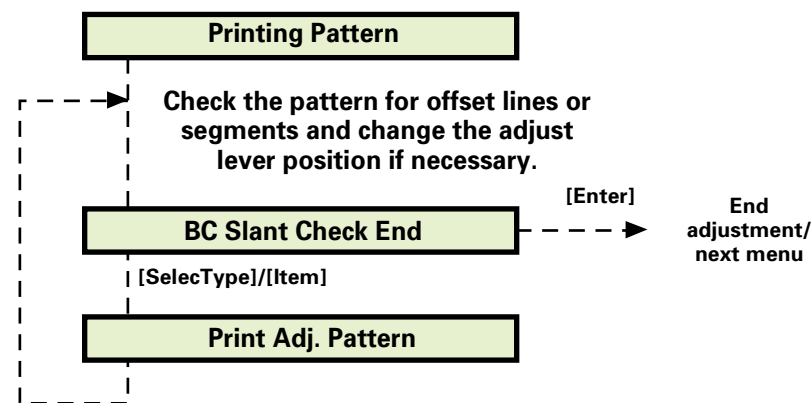 Printing Pattern
Check the pattern for offset lines or
segments and change the adjust
lever position if necessary.
[Enter]
BC Slant Check End
End
adjustment/
next menu
[SelecType]/[Item]
Print Adj. Pattern